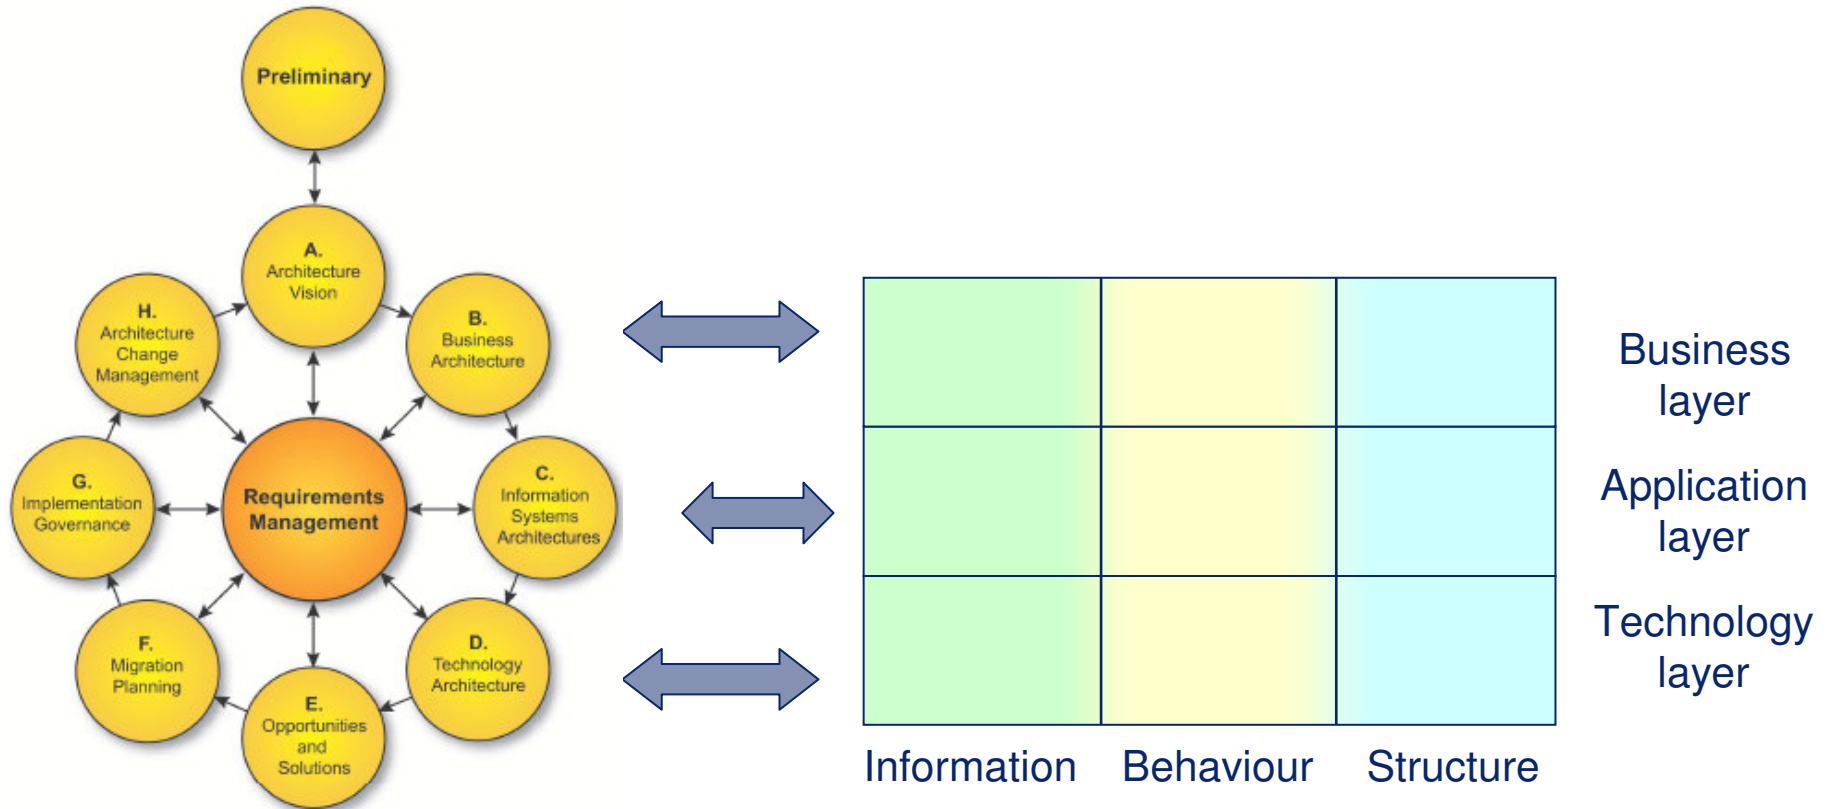 Preliminary
A.
Architecture
Vision
B.
Business
Architecture
C.
Information
Systems
Architectures
D.
Technology
Architecture
E.
Opportunities
and
Solutions
F.
Migration
Planning
G.
Implementation
Governance
H.
Architecture
Change
Management
Requirements
Management
Business
layer
Application
layer
Technology
layer
Information
Behaviour
Structure